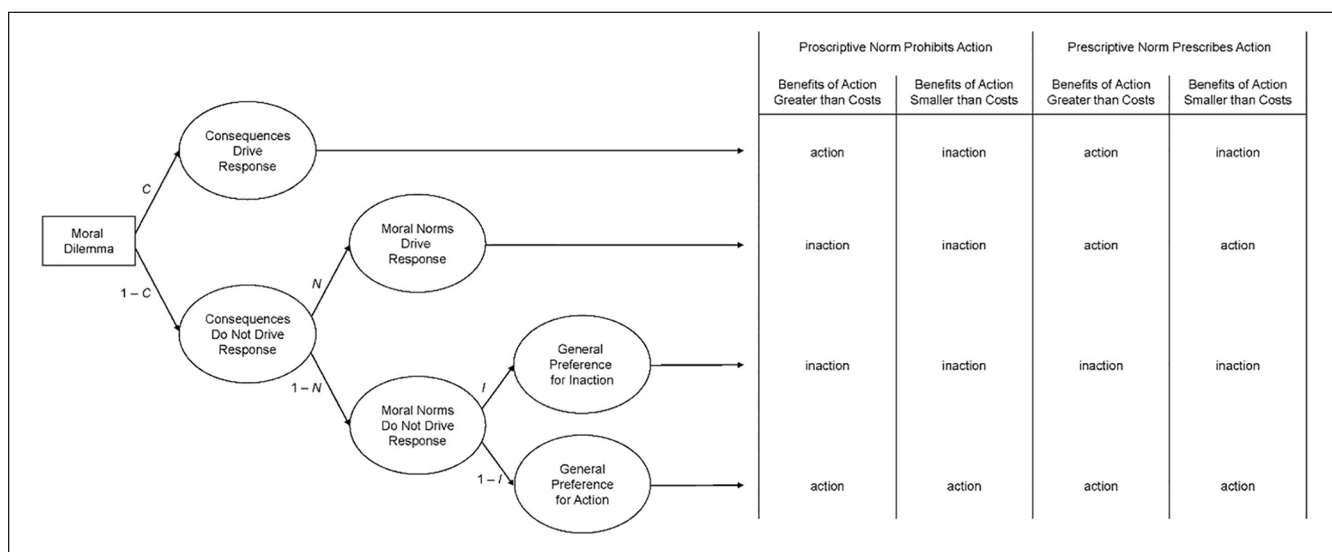 Proscriptive Norm Prohibits Action
Prescriptive Norm Prescribes Action
Benefits of Action
Greater than Costs
Benefits of Action
Smaller than Costs
Benefits of Action
Greater than Costs
Benefits of Action
Smaller than Costs
Consequences
Drive
Response
action
inaction
action
inaction
C
Moral
Dilemma
Moral Norms
Drive
Response
inaction
inaction
action
action
1 – C
N
Consequences
Do Not Drive
Response
General
Preference
for Inaction
inaction
inaction
inaction
inaction
1 – N
I
Moral Norms
Do Not Drive
Response
1 – I
General
Preference
for Action
action
action
action
action